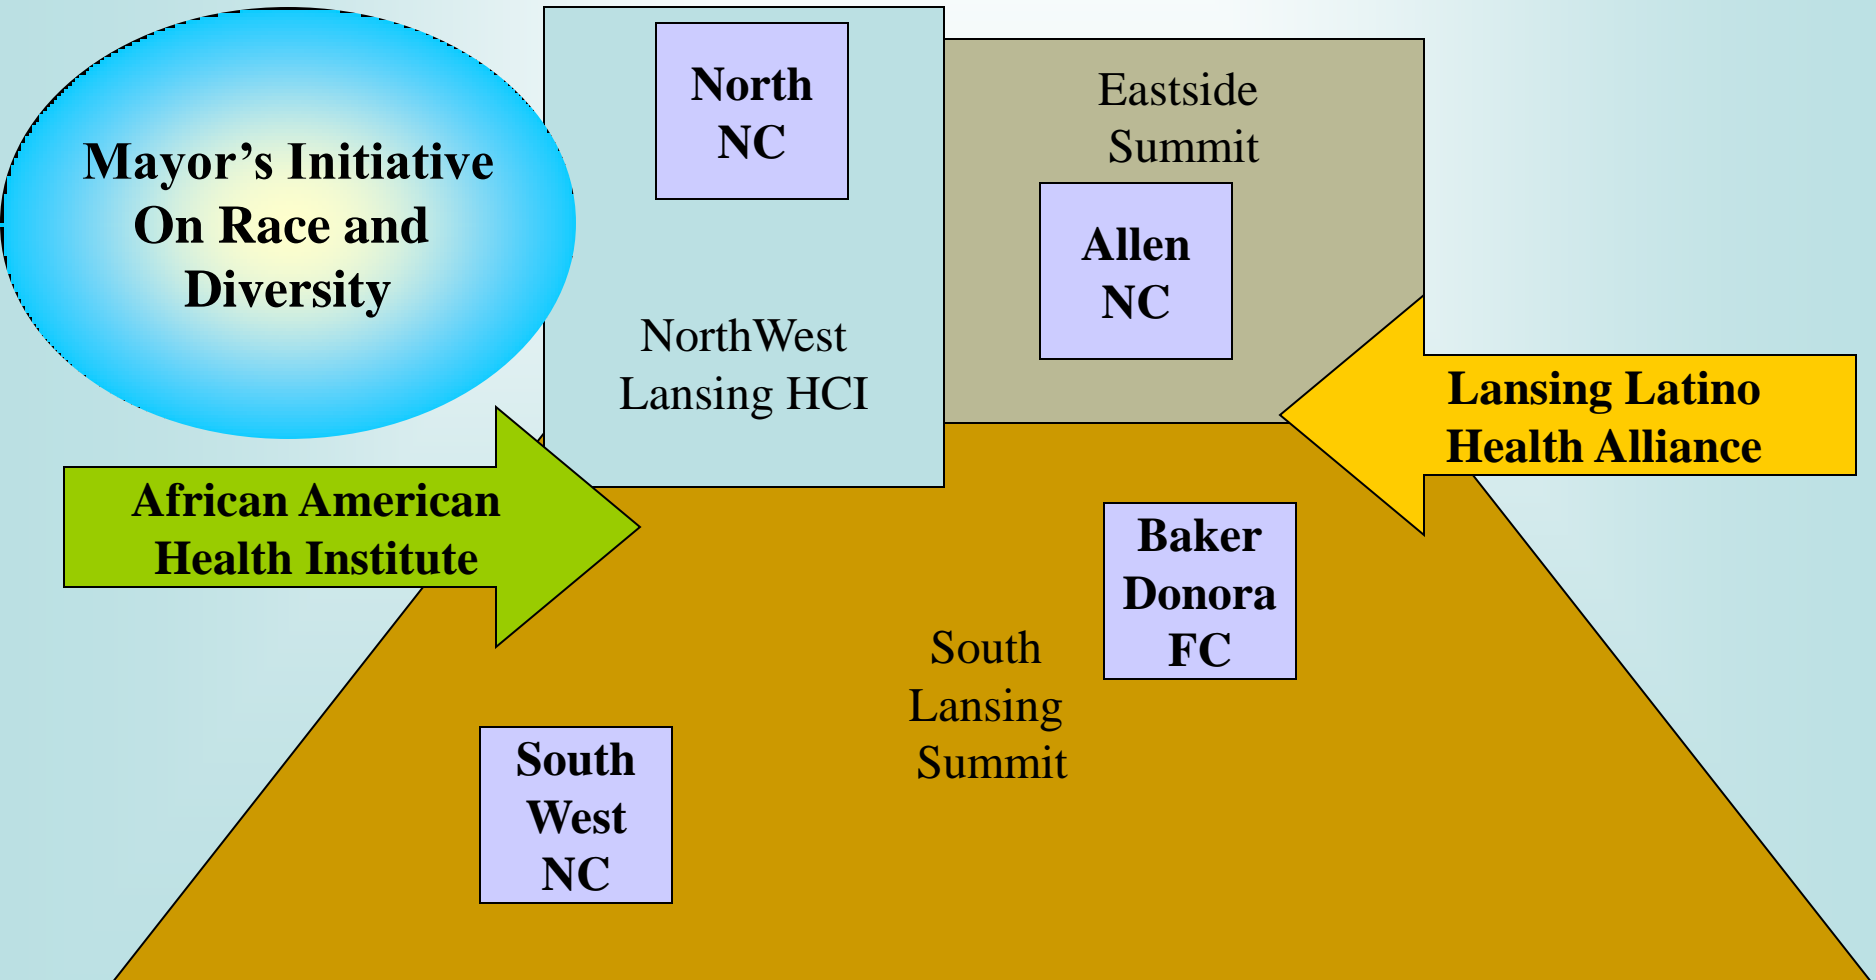 Mayor’s Initiative
On Race and
Diversity
North
NC
NorthWest
Lansing HCI
Eastside
Summit
Allen
NC
Lansing Latino
Health Alliance
African American
Health Institute
Baker
Donora
FC
South
Lansing
Summit
South
West
NC